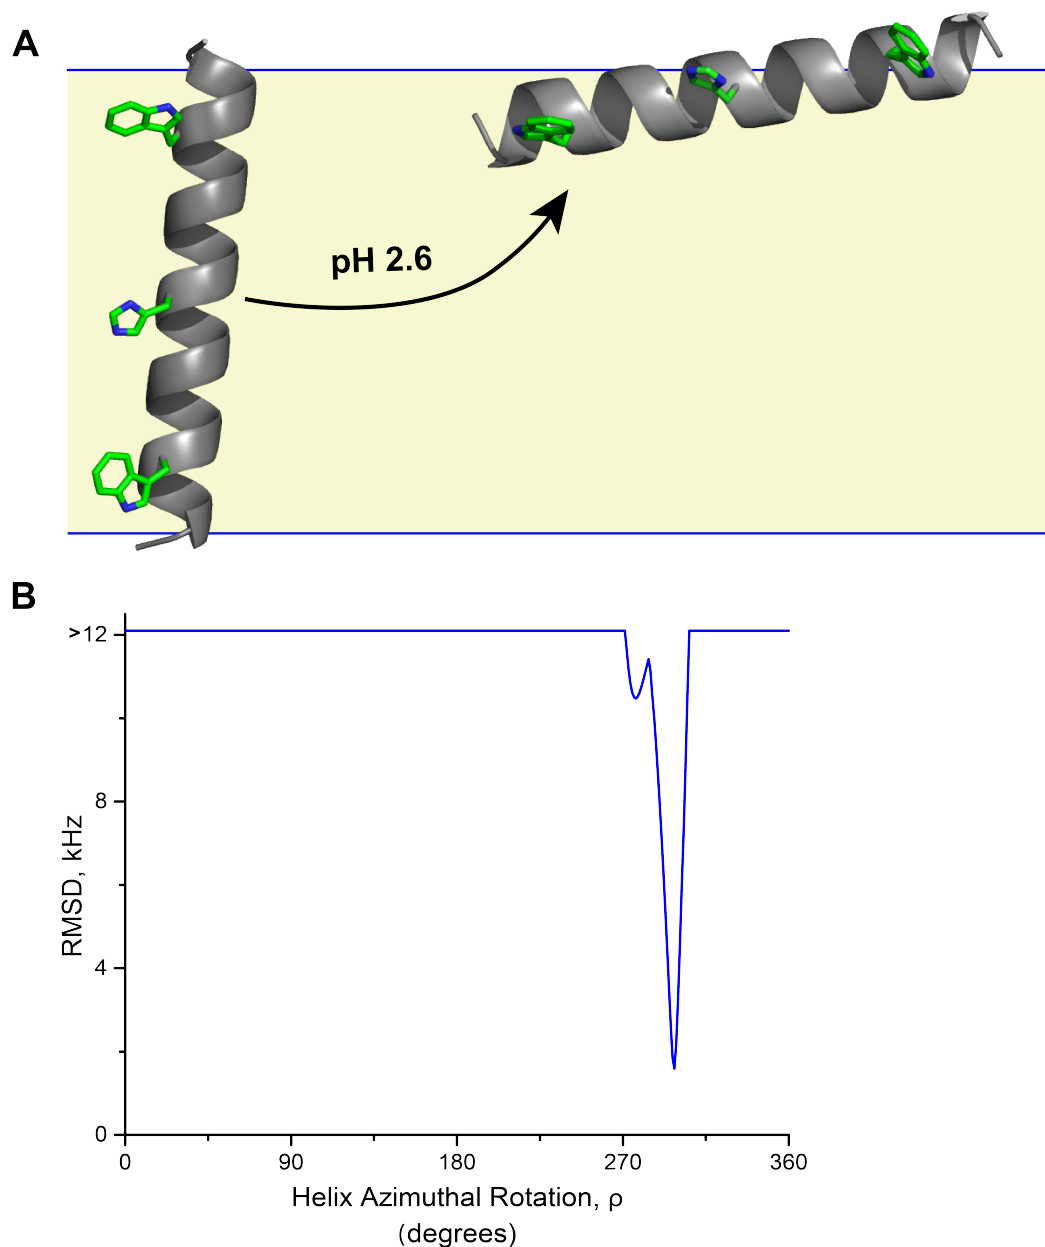 A
pH 2.6
B
>12
8
4
0
RMSD, kHz
0 90 180 270 360
Helix Azimuthal Rotation, ρ
(degrees)